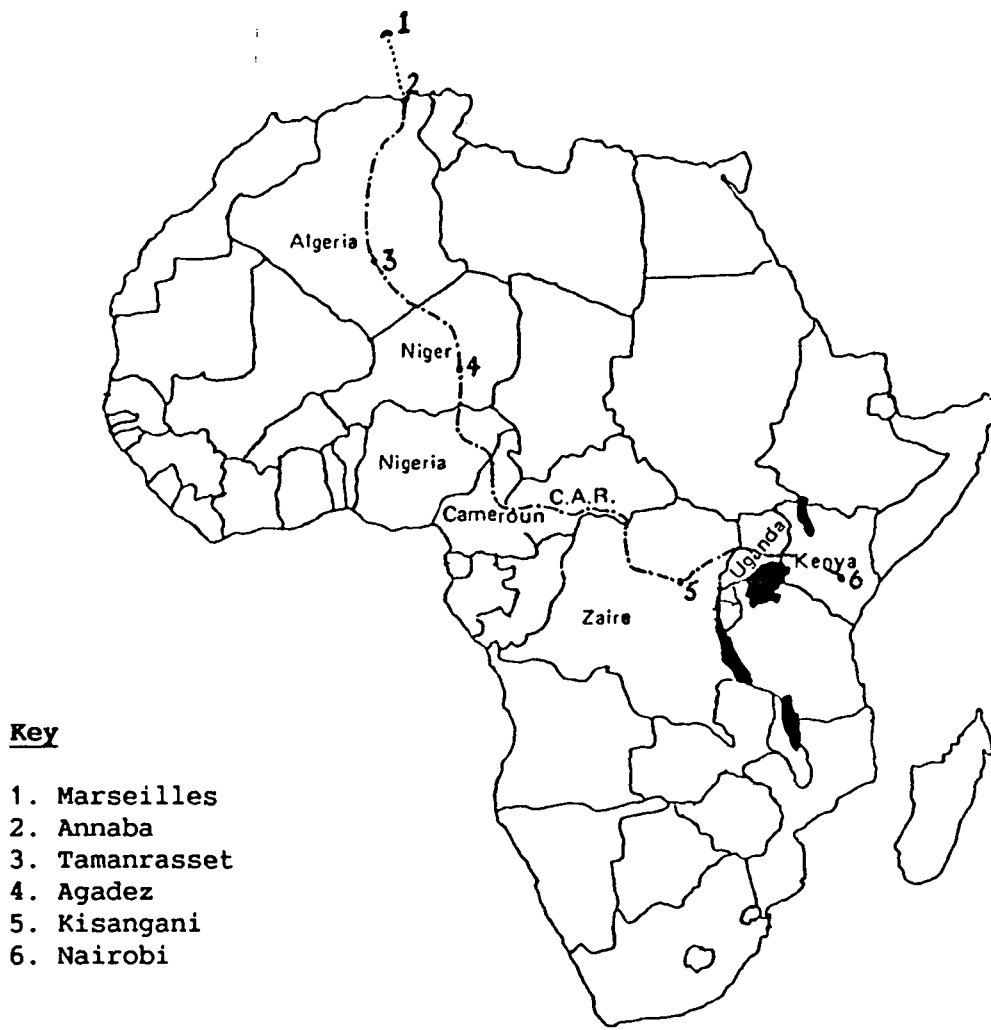 1
2
Algeria
3
Niger
4
Nigeria
C.A.R.
Cameroun
Uganda
Kenya
6
5
Zaire
Key
1. Marseilles
2. Annaba
3. Tamanrasset
4. Agadez
5. Kisangani
6. Nairobi